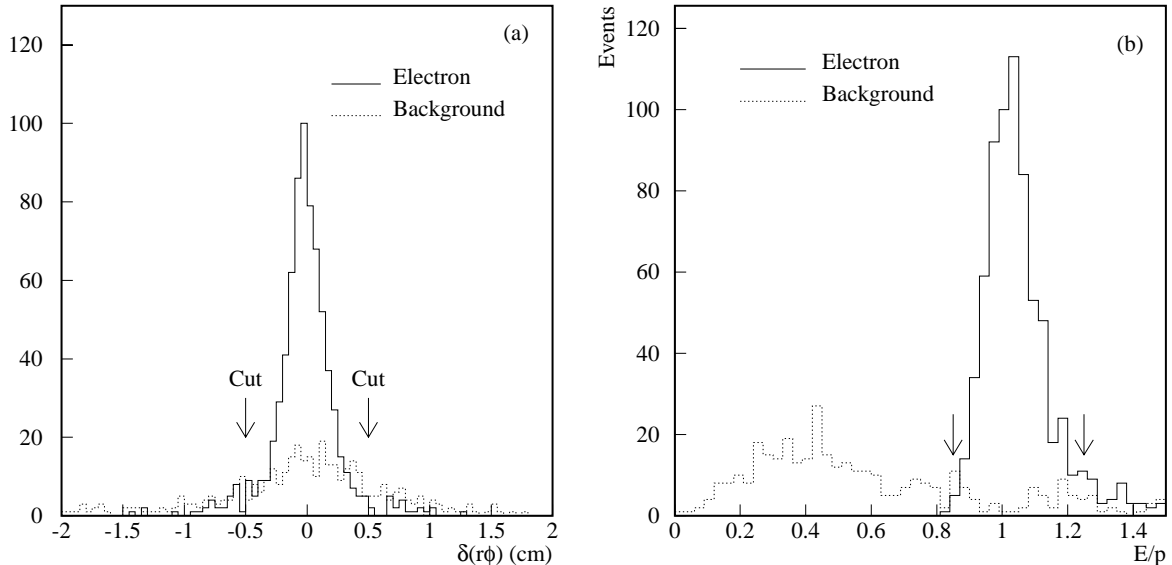 (a)
Electron
Background
Cut
Cut
120
100
80
60
40
20
0
-2
-1.5
-1
-0.5
0
0.5
1
1.5
2
δ(rϕ) (cm)
Events
(b)
Electron
Background
120
100
80
60
40
20
0
0
0.2
0.4
0.6
0.8
1
1.2
1.4
E/p